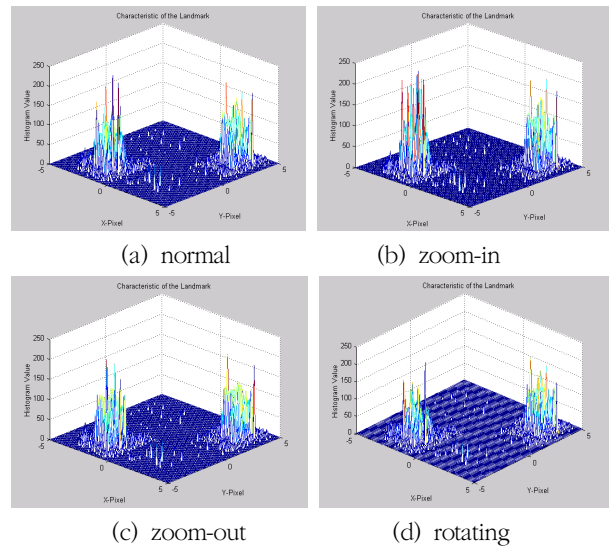 Characteristic of the Landmark
Histogram Value
250
200
150
100
50
0
-5
0
5
X-Pixel
-5
0
5
Y-Pixel
(a) normal
Characteristic of the Landmark
Histogram Value
250
200
150
100
50
0
-5
0
5
X-Pixel
-5
0
5
Y-Pixel
(b) zoom-in
Characteristic of the Landmark
Histogram Value
250
200
150
100
50
0
-5
0
5
X-Pixel
-5
0
5
Y-Pixel
(c) zoom-out
Characteristic of the Landmark
Histogram Value
250
200
150
100
50
0
-5
0
5
X-Pixel
-5
0
5
Y-Pixel
(d) rotating